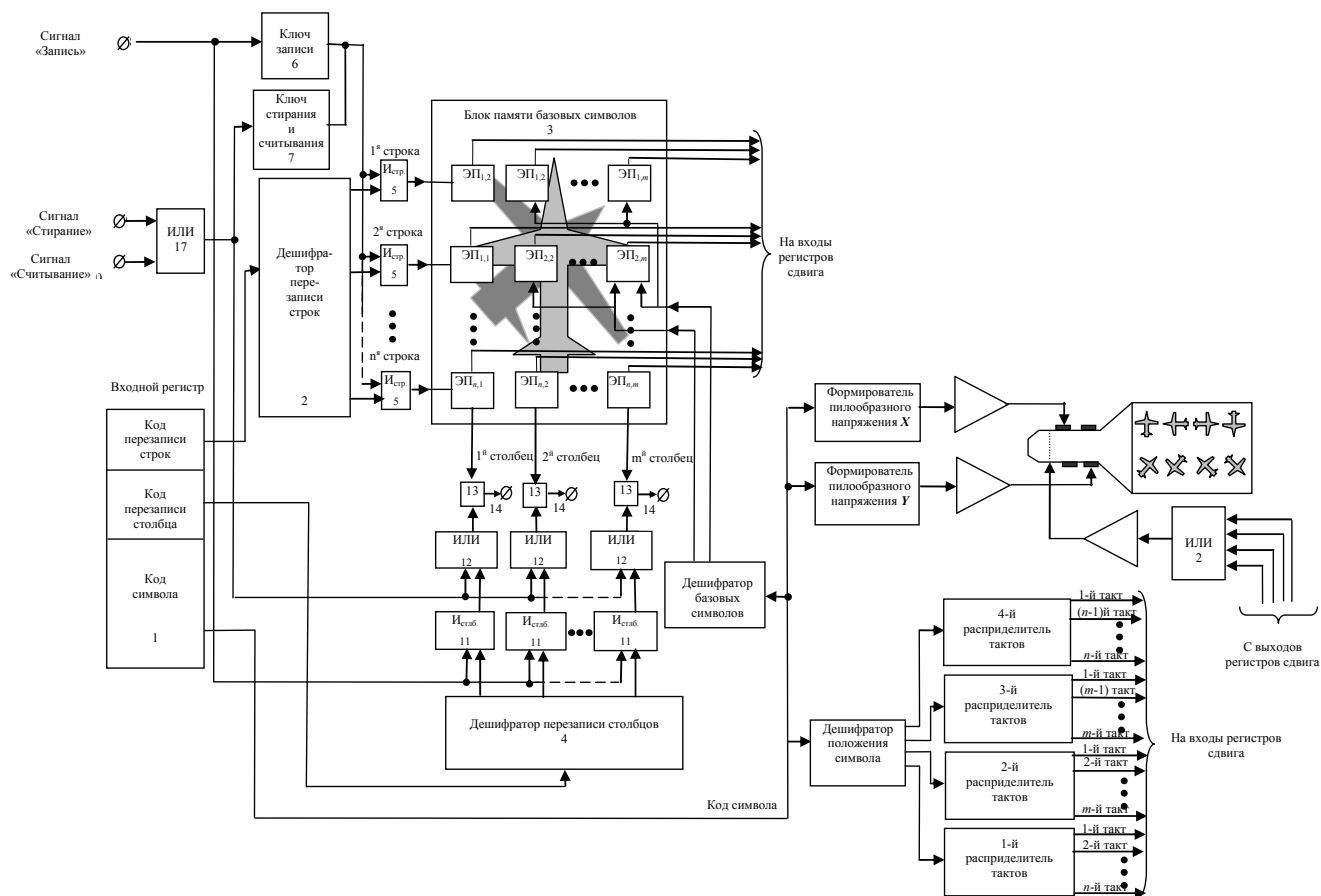 Сигнал
«Запись»
Ключ
записи
6
Ключ
стирания
и
считывания
7
Сигнал
«Стирание»
Сигнал
«Считывание»
ИЛИ
17
Дешифра-
тор
пере-
записи
строк
2
1я строка
Истр.
5
2я строка
Истр.
5
nя строка
Истр.
5
Блок памяти базовых символов
3
ЭП1,2
ЭП1,2
ЭП1,m
ЭП1,1
ЭП2,2
ЭП2,m
ЭПn,1
ЭПn,2
ЭПn,m
На входы
регистров
сдвига
Входной регистр
Код
перезаписи
строк
Код
перезаписи
столбца
Код
символа
1
1й столбец
2й столбец
mй столбец
13
14
13
14
13
14
ИЛИ
12
ИЛИ
12
ИЛИ
12
Истлб.
11
Истлб.
11
Истлб.
11
Дешифратор перезаписи столбцов
4
Дешифратор
базовых
символов
Код символа
Формирователь
пилообразного
напряжения X
Формирователь
пилообразного
напряжения Y
ИЛИ
2
С выходов
регистров сдвига
Дешифратор
положения
символа
4-й
расприделитель
тактов
1-й такт
(n-1)й такт
n-й такт
3-й
расприделитель
тактов
1-й такт
(m-1) такт
m-й такт
2-й
расприделитель
тактов
1-й такт
2-й такт
m-й такт
1-й
расприделитель
тактов
1-й такт
2-й такт
n-й такт
На входы регистров
сдвига